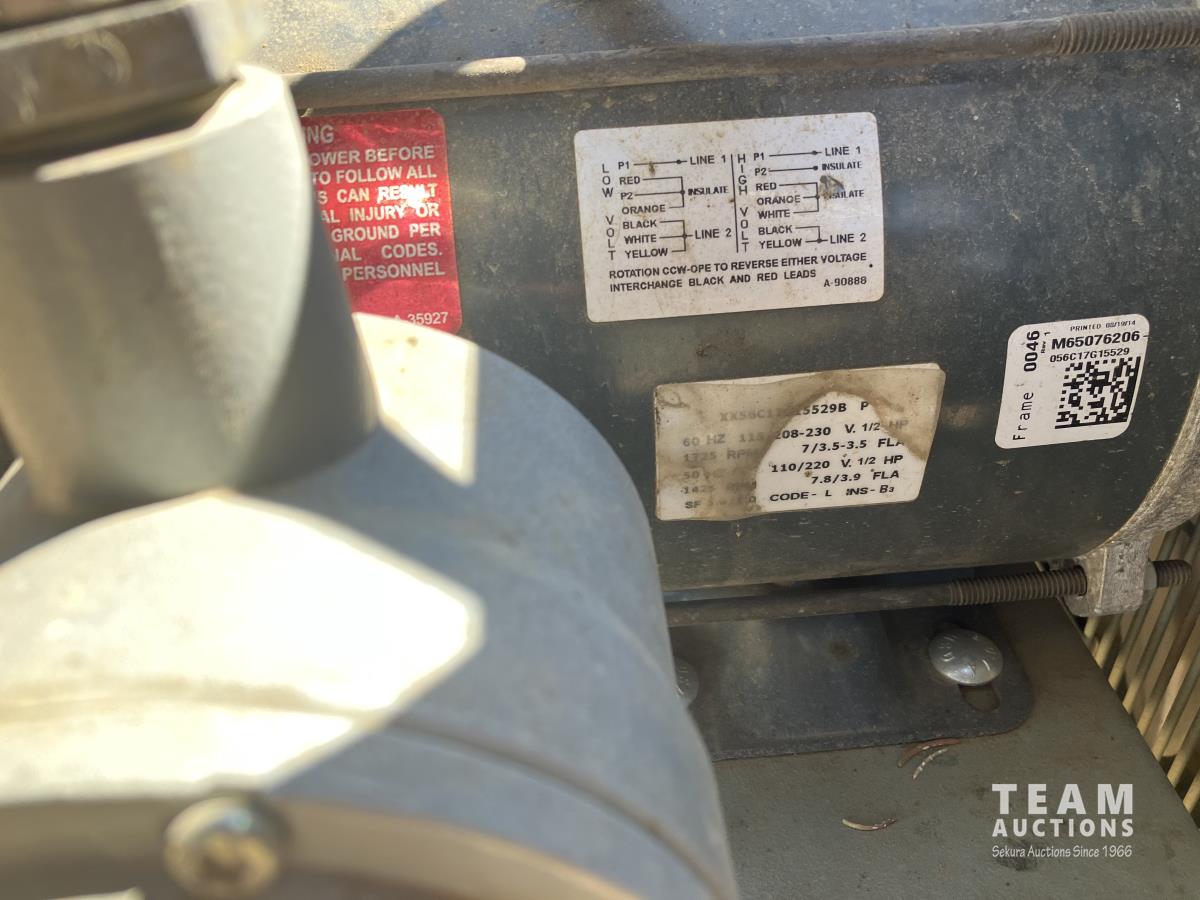 NG
OWER BEFORE
TO FOLLOW ALL
S CAN RESULT
AL INJURY OR
GROUND PER
AL CODES.
PERSONNEL
A-35927
LOW VOLT
P1 LINE 1
RED
P2 INSULATE
ORANGE
BLACK
WHITE LINE 2
YELLOW
HIGH VOLT
P1 LINE 1
P2 INSULATE
RED
ORANGE INSULATE
WHITE
BLACK
YELLOW LINE 2
ROTATION CCW-OPE TO REVERSE EITHER VOLTAGE
INTERCHANGE BLACK AND RED LEADS A-90888
PRINTED 08/19/14
Frame 0046
Rev 1
M65076206
056C17G15529
60 HZ 115/208-230 V. 1/2 HP
1725 RPM 7/3.5-3.5 FLA
110/220 V. 1/2 HP
7.8/3.9 FLA
CODE- L INS- B3
TEAM
AUCTIONS
Sekura Auctions Since 1966